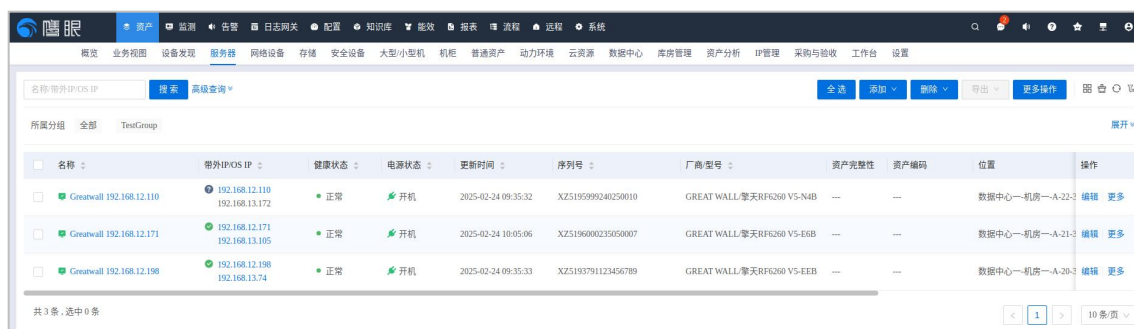 鹰眼 资产 监测 告警 日志网关 配置 知识库 能效 报表 流程 远程 系统 2
概览 业务视图 设备发现 服务器 网络设备 存储 安全设备 大型/小型机 机柜 普通资产 动力环境 云资源 数据中心 库房管理 资产分析 IP管理 采购与验收 工作台 设置
名称/带外IP/OS IP 搜索 高级查询 全选 添加 删除 导出 更多操作
所属分组 全部 TestGroup 展开
名称 带外IP/OS IP 健康状态 电源状态 更新时间 序列号 厂商/型号 资产完整性 资产编码 位置 操作
Greatwall 192.168.12.110 192.168.12.110 正常 开机 2025-02-24 09:35:32 XZ5195999240250010 GREAT WALL/擎天RF6260 V5-N4B --- --- 数据中心一-机房一-A-22-3 编辑 更多
192.168.13.172
Greatwall 192.168.12.171 192.168.12.171 正常 开机 2025-02-24 10:05:06 XZ5196000235050007 GREAT WALL/擎天RF6260 V5-E6B --- --- 数据中心一-机房一-A-21-3 编辑 更多
192.168.13.105
Greatwall 192.168.12.198 192.168.12.198 正常 开机 2025-02-24 09:35:33 XZ5193791123456789 GREAT WALL/擎天RF6260 V5-EEB --- --- 数据中心一-机房一-A-20-3 编辑 更多
192.168.13.74
共 3 条 , 选中 0 条 < 1 > 10 条/页